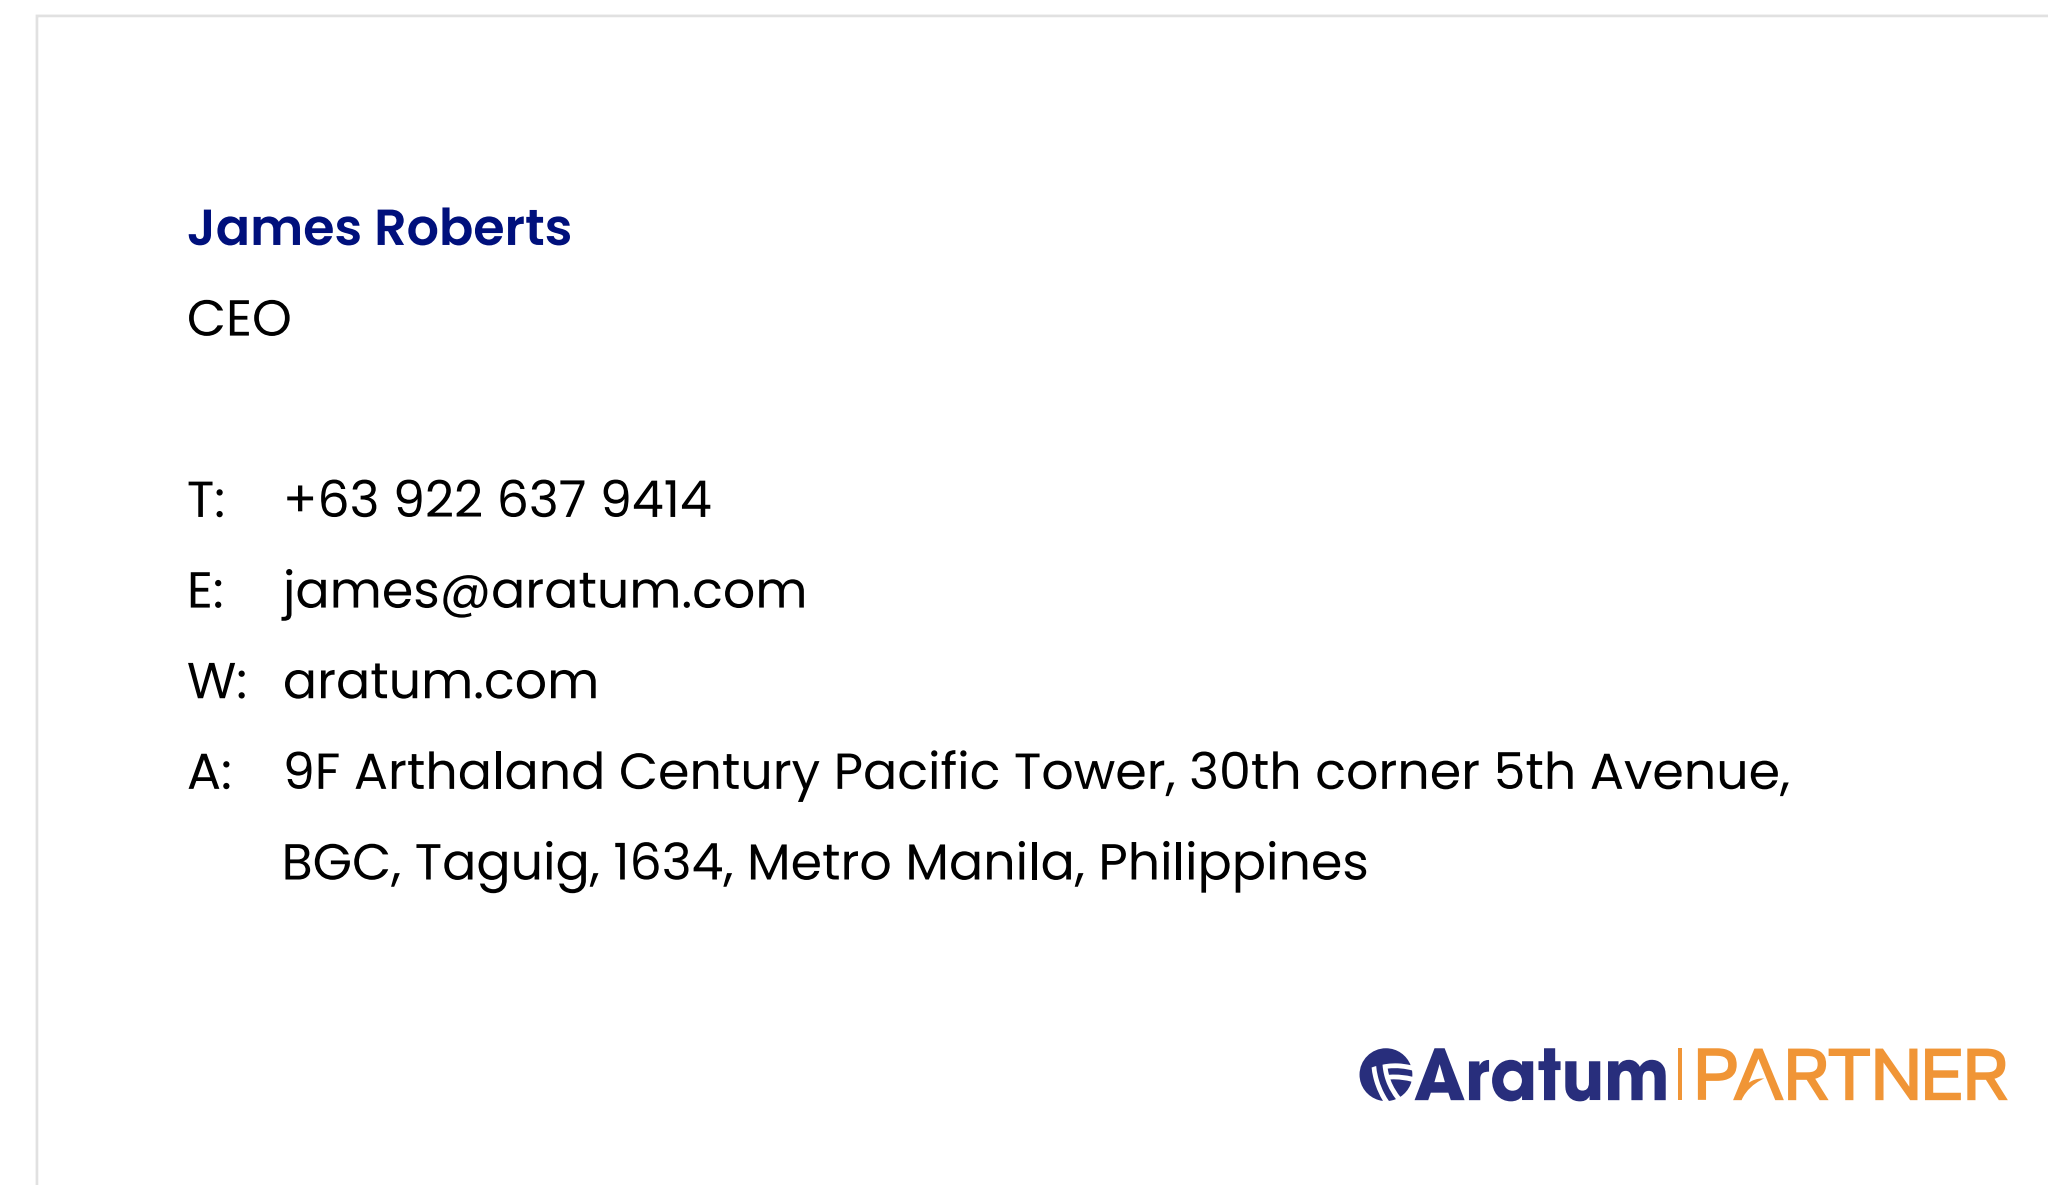 James Roberts
CEO
T: +63 922 637 9414
E: james@aratum.com
W: aratum.com
A: 9F Arthaland Century Pacific Tower, 30th corner 5th Avenue,
BGC, Taguig, 1634, Metro Manila, Philippines
Aratum | PARTNER